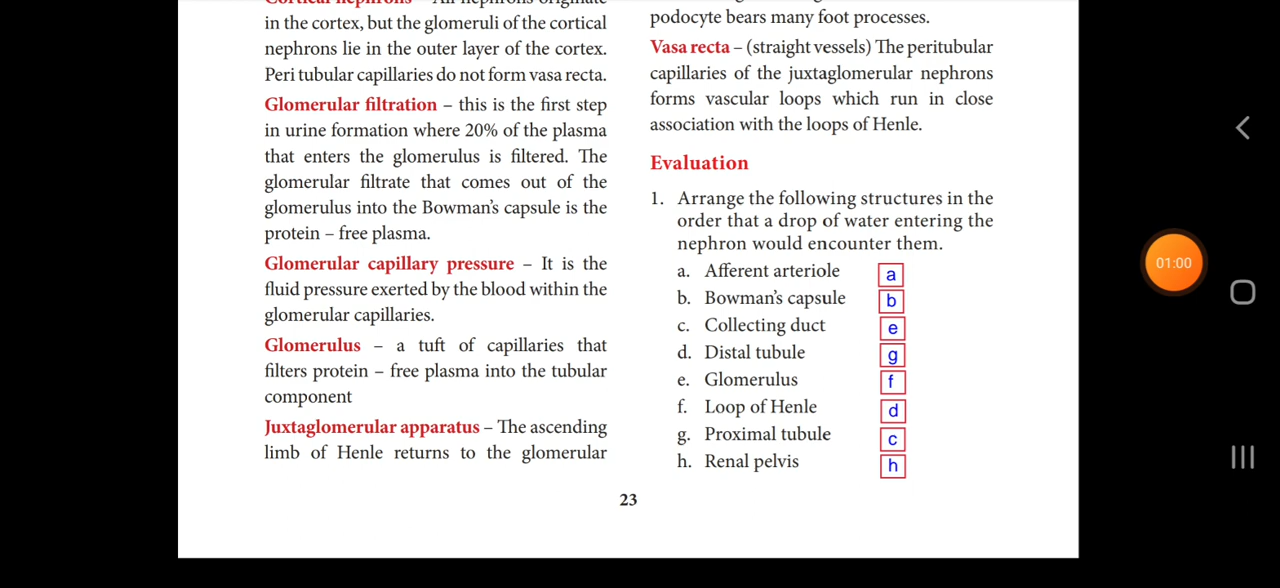 in the cortex, but the glomeruli of the cortical
nephrons lie in the outer layer of the cortex.
Peri tubular capillaries do not form vasa recta.
Glomerular filtration – this is the first step
in urine formation where 20% of the plasma
that enters the glomerulus is filtered. The
glomerular filtrate that comes out of the
glomerulus into the Bowman's capsule is the
protein – free plasma.
Glomerular capillary pressure – It is the
fluid pressure exerted by the blood within the
glomerular capillaries.
Glomerulus – a tuft of capillaries that
filters protein – free plasma into the tubular
component
Juxtaglomerular apparatus – The ascending
limb of Henle returns to the glomerular
podocyte bears many foot processes.
Vasa recta – (straight vessels) The peritubular
capillaries of the juxtaglomerular nephrons
forms vascular loops which run in close
association with the loops of Henle.
Evaluation
1. Arrange the following structures in the
order that a drop of water entering the
nephron would encounter them.
a. Afferent arteriole a
b. Bowman's capsule b
c. Collecting duct e
d. Distal tubule g
e. Glomerulus f
f. Loop of Henle d
g. Proximal tubule c
h. Renal pelvis h
23
01:00